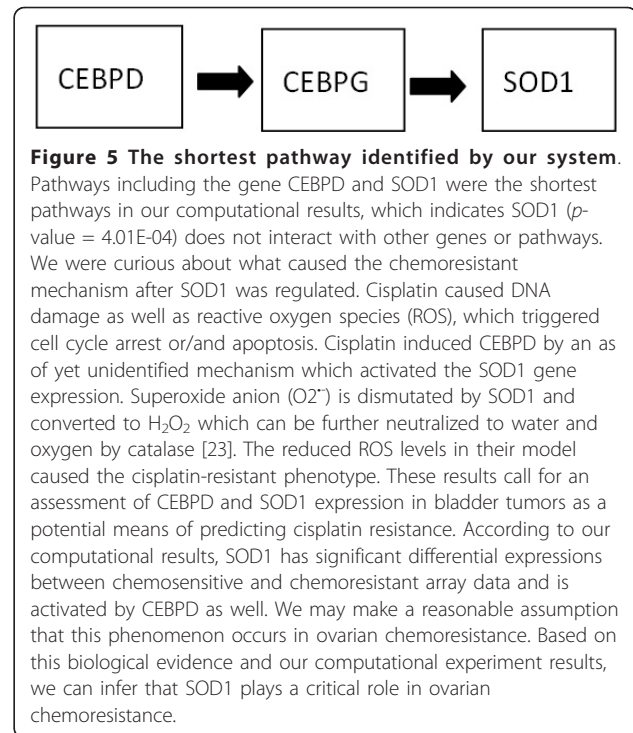 CEBPD CEBPG SOD1
Figure 5 The shortest pathway identified by our system.
Pathways including the gene CEBPD and SOD1 were the shortest
pathways in our computational results, which indicates SOD1 (p-
value = 4.01E-04) does not interact with other genes or pathways.
We were curious about what caused the chemoresistant
mechanism after SOD1 was regulated. Cisplatin caused DNA
damage as well as reactive oxygen species (ROS), which triggered
cell cycle arrest or/and apoptosis. Cisplatin induced CEBPD by an as
of yet unidentified mechanism which activated the SOD1 gene
expression. Superoxide anion (O2•−) is dismutated by SOD1 and
converted to H₂O₂ which can be further neutralized to water and
oxygen by catalase [23]. The reduced ROS levels in their model
caused the cisplatin-resistant phenotype. These results call for an
assessment of CEBPD and SOD1 expression in bladder tumors as a
potential means of predicting cisplatin resistance. According to our
computational results, SOD1 has significant differential expressions
between chemosensitive and chemoresistant array data and is
activated by CEBPD as well. We may make a reasonable assumption
that this phenomenon occurs in ovarian chemoresistance. Based on
this biological evidence and our computational experiment results,
we can infer that SOD1 plays a critical role in ovarian
chemoresistance.